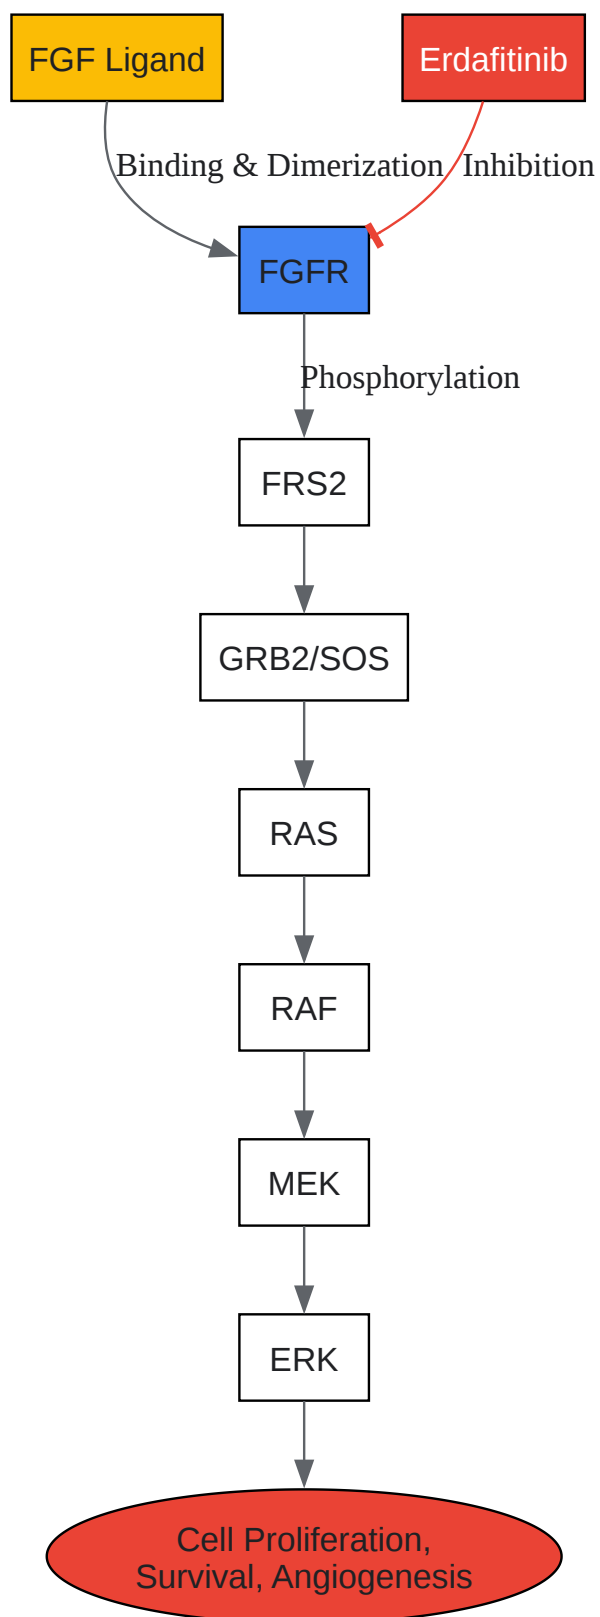 FGF Ligand
Erdafitinib
Binding & Dimerization
Inhibition
FGFR
Phosphorylation
FRS2
GRB2/SOS
RAS
RAF
MEK
ERK
Cell Proliferation,
Survival, Angiogenesis